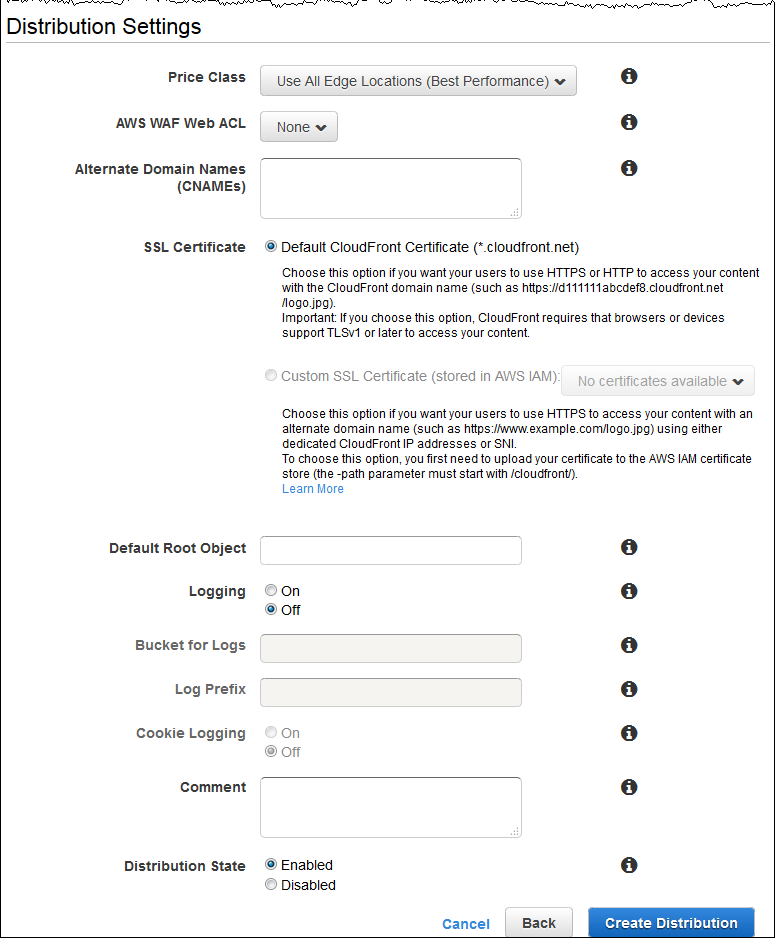 Distribution Settings
Price Class
Use All Edge Locations (Best Performance)
AWS WAF Web ACL
None
Alternate Domain Names
(CNAMEs)
SSL Certificate
Default CloudFront Certificate (*.cloudfront.net)
Choose this option if you want your users to use HTTPS or HTTP to access your content
with the CloudFront domain name (such as https://d111111abcdef8.cloudfront.net
/logo.jpg).
Important: If you choose this option, CloudFront requires that browsers or devices
support TLSv1 or later to access your content.
Custom SSL Certificate (stored in AWS IAM):
No certificates available
Choose this option if you want your users to use HTTPS to access your content with an
alternate domain name (such as https://www.example.com/logo.jpg) using either
dedicated CloudFront IP addresses or SNI.
To choose this option, you first need to upload your certificate to the AWS IAM certificate
store (the -path parameter must start with /cloudfront/).
Learn More
Default Root Object
Logging
On
Off
Bucket for Logs
Log Prefix
Cookie Logging
On
Off
Comment
Distribution State
Enabled
Disabled
Cancel
Back
Create Distribution